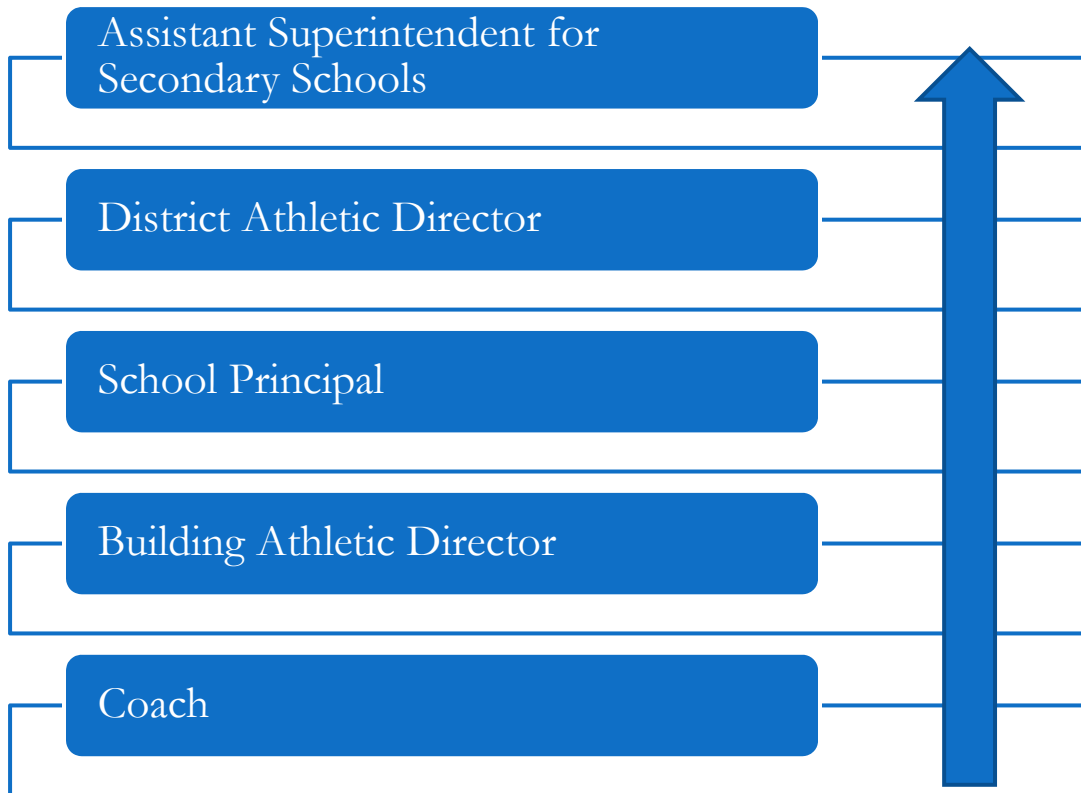 Assistant Superintendent for
Secondary Schools
District Athletic Director
School Principal
Building Athletic Director
Coach